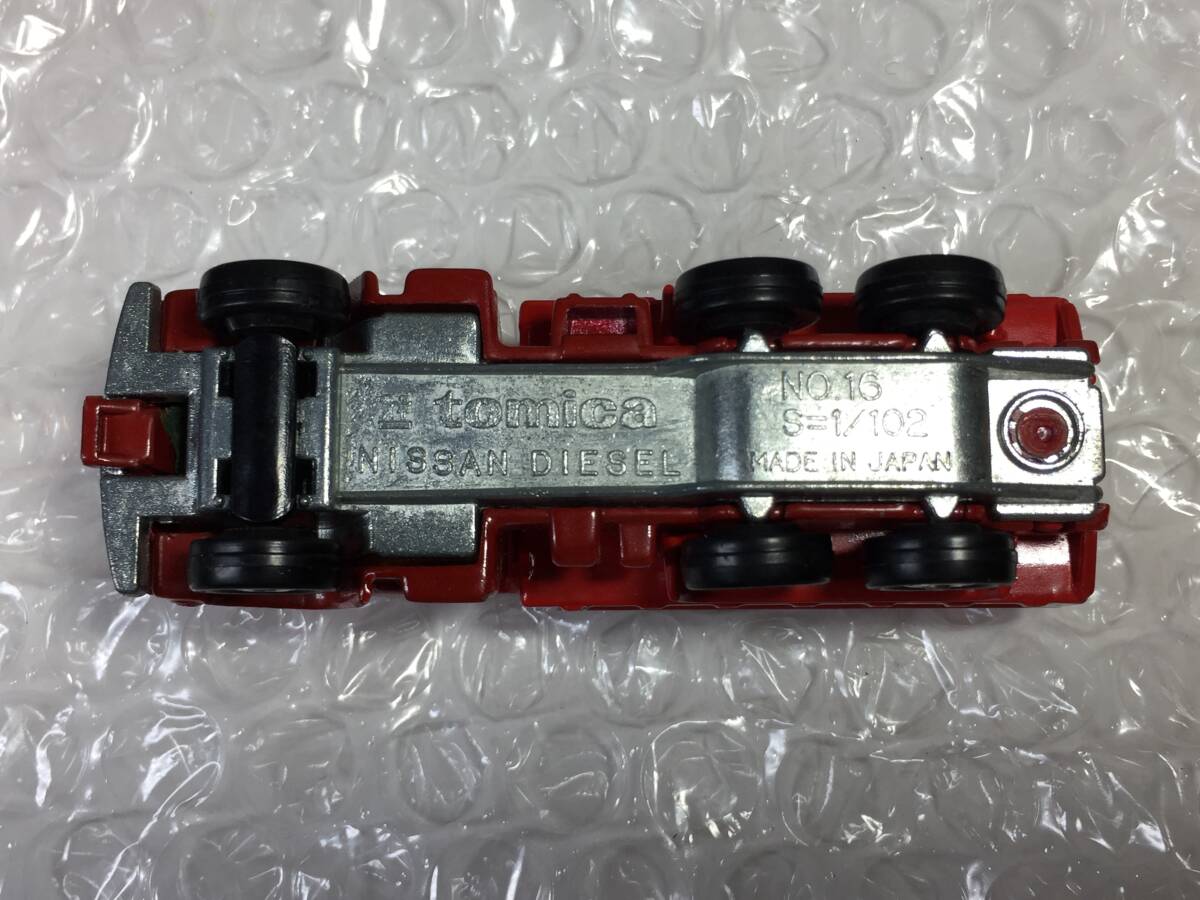 tomica
NISSAN DIESEL
NO.16
S=1/102
MADE IN JAPAN